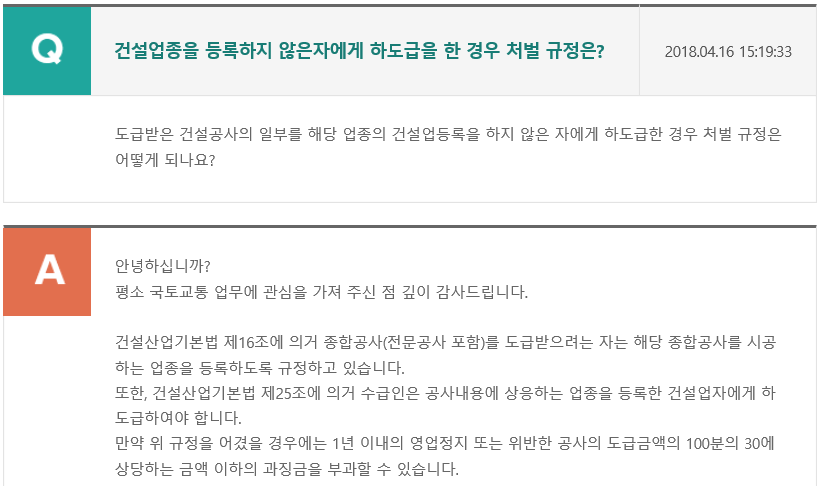 Q
건설업종을 등록하지 않은자에게 하도급을 한 경우 처벌 규정은?
2018.04.16 15:19:33
도급받은 건설공사의 일부를 해당 업종의 건설업등록을 하지 않은 자에게 하도급한 경우 처벌 규정은
어떻게 되나요?
A
안녕하십니까?
평소 국토교통 업무에 관심을 가져 주신 점 깊이 감사드립니다.
건설산업기본법 제16조에 의거 종합공사(전문공사 포함)를 도급받으려는 자는 해당 종합공사를 시공
하는 업종을 등록하도록 규정하고 있습니다.
또한, 건설산업기본법 제25조에 의거 수급인은 공사내용에 상응하는 업종을 등록한 건설업자에게 하
도급하여야 합니다.
만약 위 규정을 어겼을 경우에는 1년 이내의 영업정지 또는 위반한 공사의 도급금액의 100분의 30에
상당하는 금액 이하의 과징금을 부과할 수 있습니다.